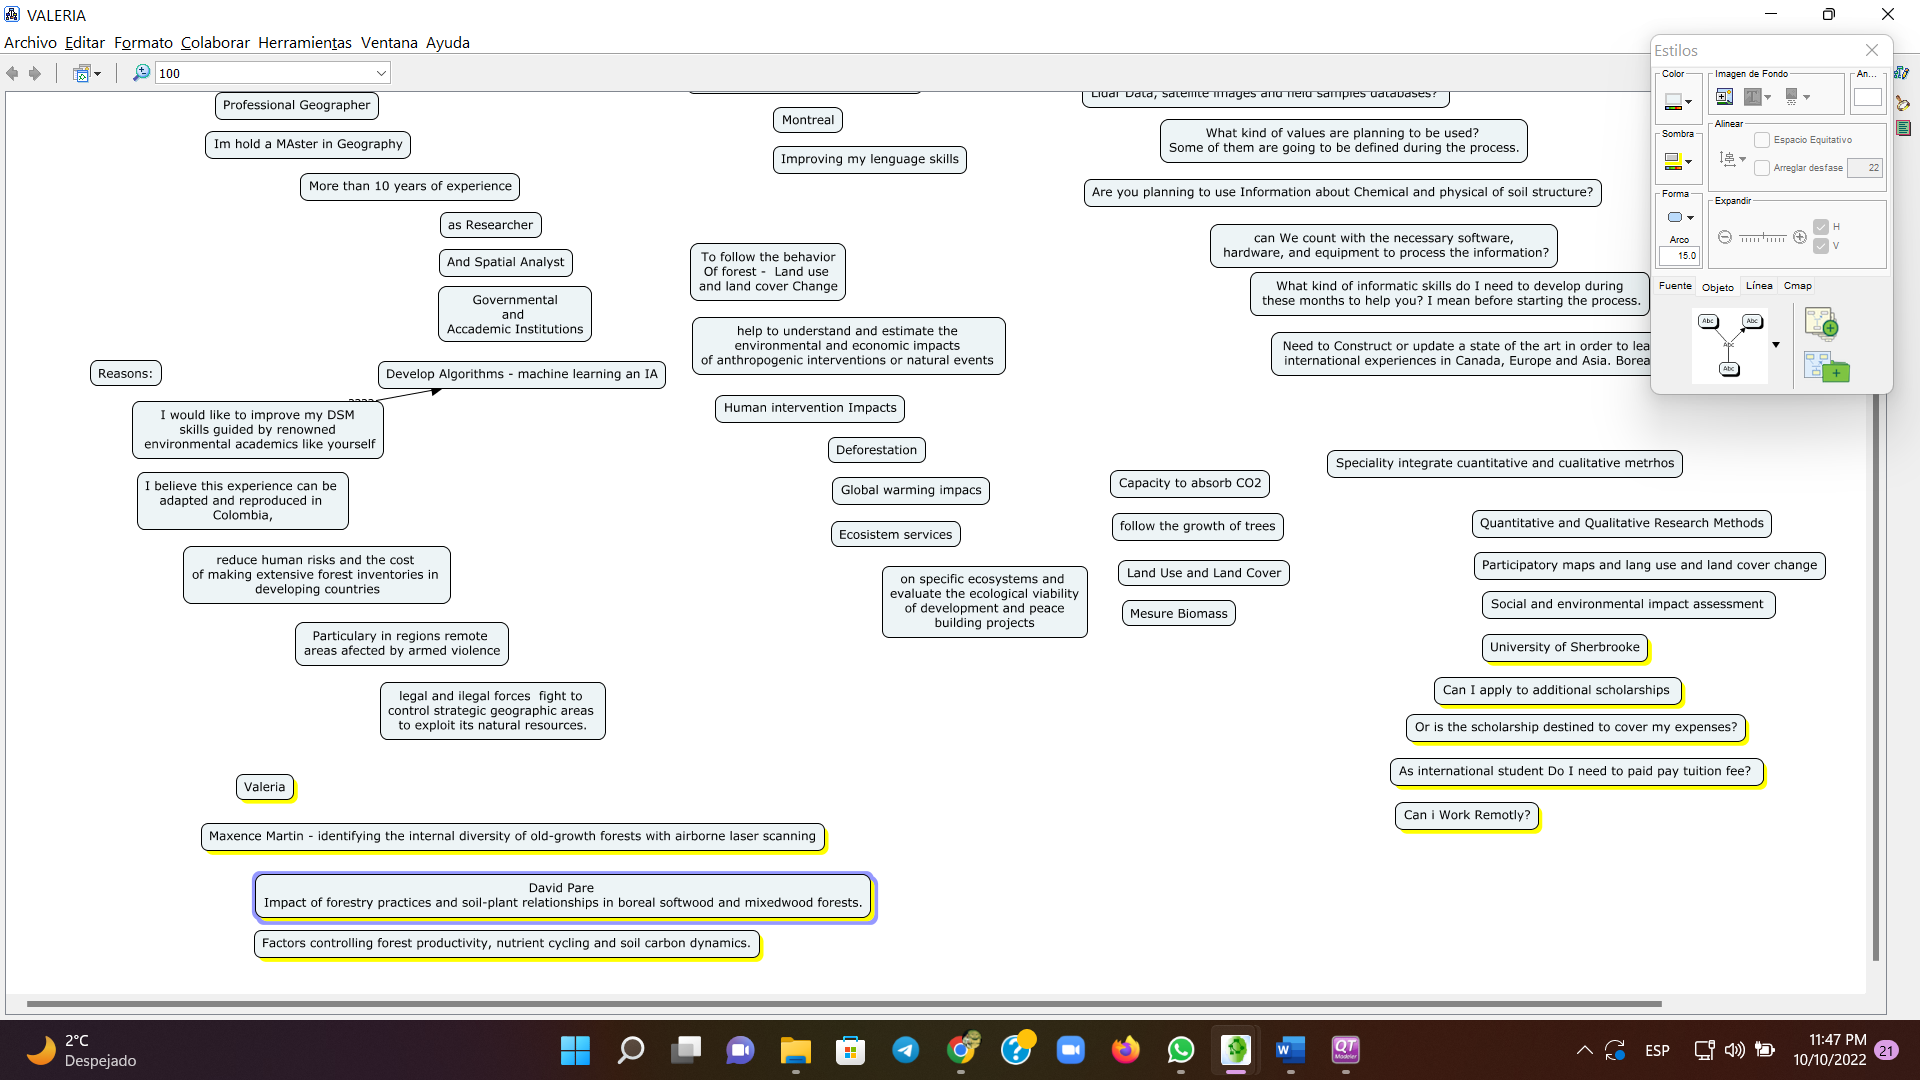 VALERIA
Archivo Editar Formato Colaborar Herramientas Ventana Ayuda
100
Professional Geographer
Im hold a MAster in Geography
More than 10 years of experience
as Researcher
And Spatial Analyst
Governmental
and
Accademic Institutions
Develop Algorithms - machine learning an IA
Reasons:
????
I would like to improve my DSM
skills guided by renowned
environmental academics like yourself
I believe this experience can be
adapted and reproduced in
Colombia,
reduce human risks and the cost
of making extensive forest inventories in
developing countries
Particulary in regions remote
areas afected by armed violence
legal and ilegal forces fight to
control strategic geographic areas
to exploit its natural resources.
Valeria
Maxence Martin - identifying the internal diversity of old-growth forests with airborne laser scanning
David Pare
Impact of forestry practices and soil-plant relationships in boreal softwood and mixedwood forests.
Factors controlling forest productivity, nutrient cycling and soil carbon dynamics.
Montreal
Improving my lenguage skills
To follow the behavior
Of forest - Land use
and land cover Change
help to understand and estimate the
environmental and economic impacts
of anthropogenic interventions or natural events
Human intervention Impacts
Deforestation
Global warming impacs
Ecosistem services
on specific ecosystems and
evaluate the ecological viability
of development and peace
building projects
Capacity to absorb CO2
follow the growth of trees
Land Use and Land Cover
Mesure Biomass
Lidar Data, satellite images and field samples databases?
What kind of values are planning to be used?
Some of them are going to be defined during the process.
Are you planning to use Information about Chemical and physical of soil structure?
can We count with the necessary software,
hardware, and equipment to process the information?
What kind of informatic skills do I need to develop during
these months to help you? I mean before starting the process.
Need to Construct or update a state of the art in order to lea
international experiences in Canada, Europe and Asia. Borea
Speciality integrate cuantitative and cualitative metrhos
Quantitative and Qualitative Research Methods
Participatory maps and lang use and land cover change
Social and environmental impact assessment
University of Sherbrooke
Can I apply to additional scholarships
Or is the scholarship destined to cover my expenses?
As international student Do I need to paid pay tuition fee?
Can i Work Remotly?
Estilos
Color
Imagen de Fondo
An...
Sombra
Alinear
Espacio Equitativo
Arreglar desfase 22
Forma
Arco
15.0
Expandir
H
V
Fuente Objeto Línea Cmap
Abc Abc
Abc
Abc
2°C
Despejado
QT
Modeler
ESP
11:47 PM
10/10/2022
21